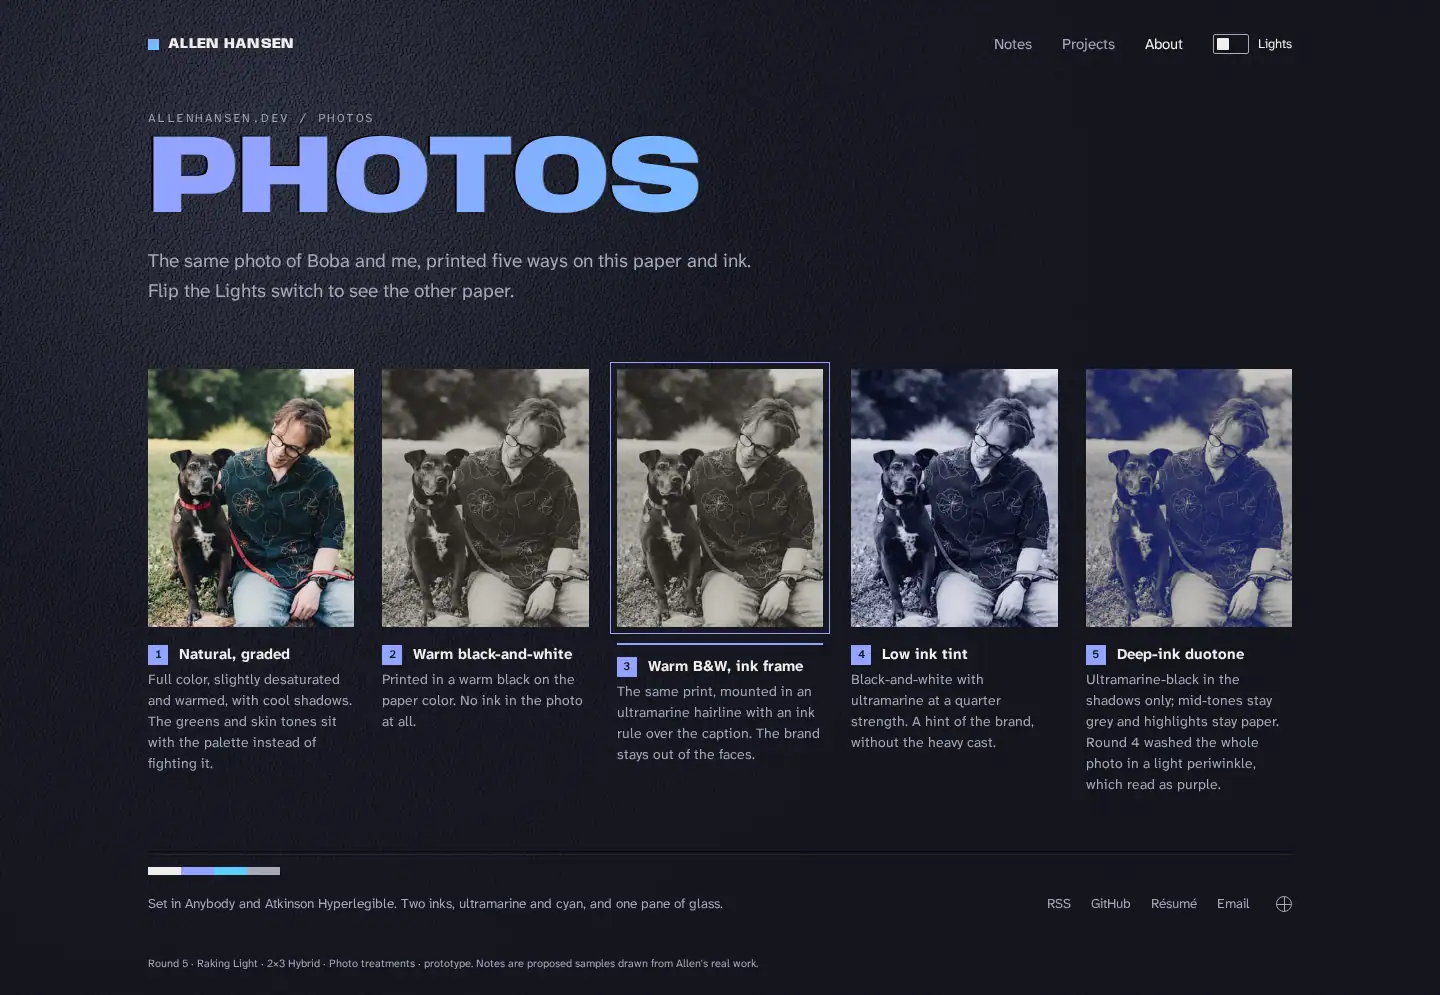 ALLEN HANSEN
Notes Projects About Lights
ALLENHANSEN.DEV / PHOTOS
PHOTOS
The same photo of Boba and me, printed five ways on this paper and ink.
Flip the Lights switch to see the other paper.
1 Natural, graded
Full color, slightly desaturated
and warmed, with cool shadows.
The greens and skin tones sit
with the palette instead of
fighting it.
2 Warm black-and-white
Printed in a warm black on the
paper color. No ink in the photo
at all.
3 Warm B&W, ink frame
The same print, mounted in an
ultramarine hairline with an ink
rule over the caption. The brand
stays out of the faces.
4 Low ink tint
Black-and-white with
ultramarine at a quarter
strength. A hint of the brand,
without the heavy cast.
5 Deep-ink duotone
Ultramarine-black in the
shadows only; mid-tones stay
grey and highlights stay paper.
Round 4 washed the whole
photo in a light periwinkle,
which read as purple.
Set in Anybody and Atkinson Hyperlegible. Two inks, ultramarine and cyan, and one pane of glass.
RSS GitHub Résumé Email
Round 5 · Raking Light · 2×3 Hybrid · Photo treatments · prototype. Notes are proposed samples drawn from Allen's real work.